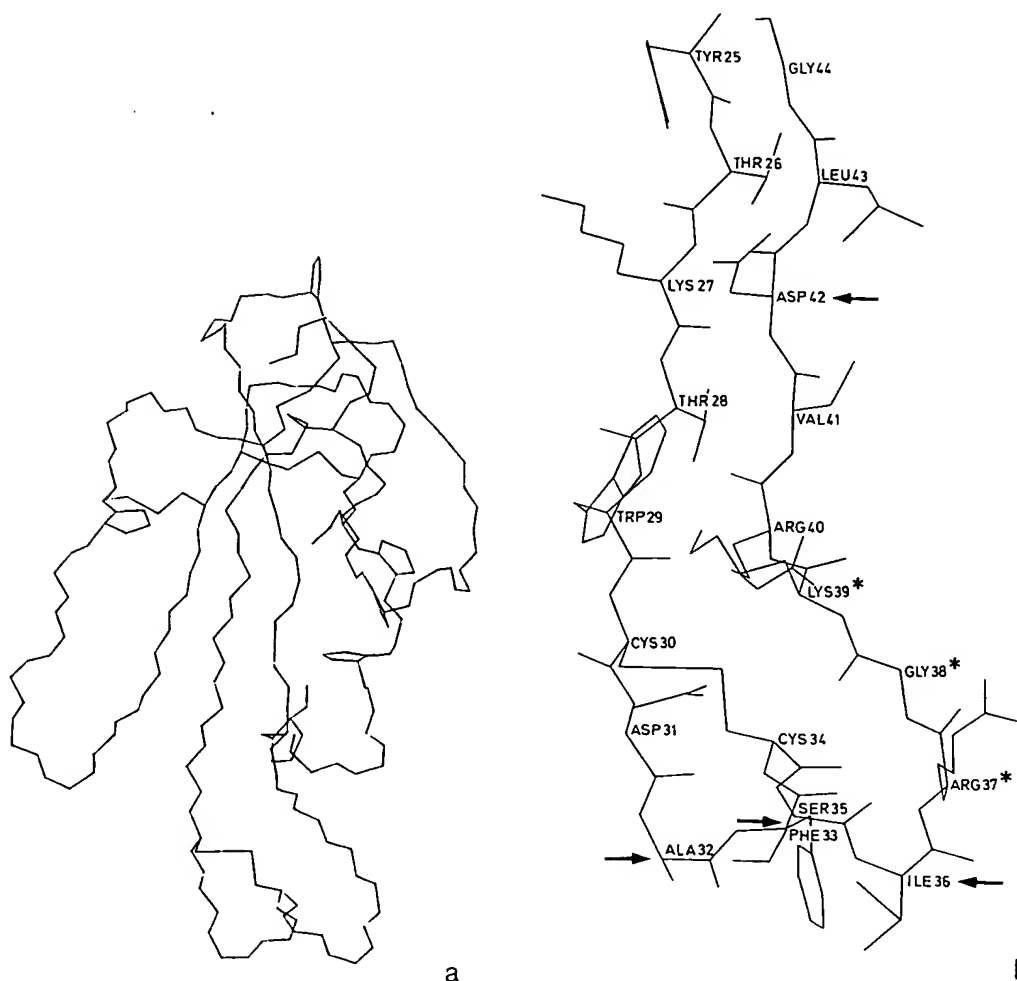 TYR25
GLY44
THR26
LEU43
LYS27
ASP42
THR28
VAL41
TRP29
ARG40
LYS39*
CYS30
GLY38*
ASP31
CYS34
ARG37*
SER35
PHE33
ALA32
ILE36
a